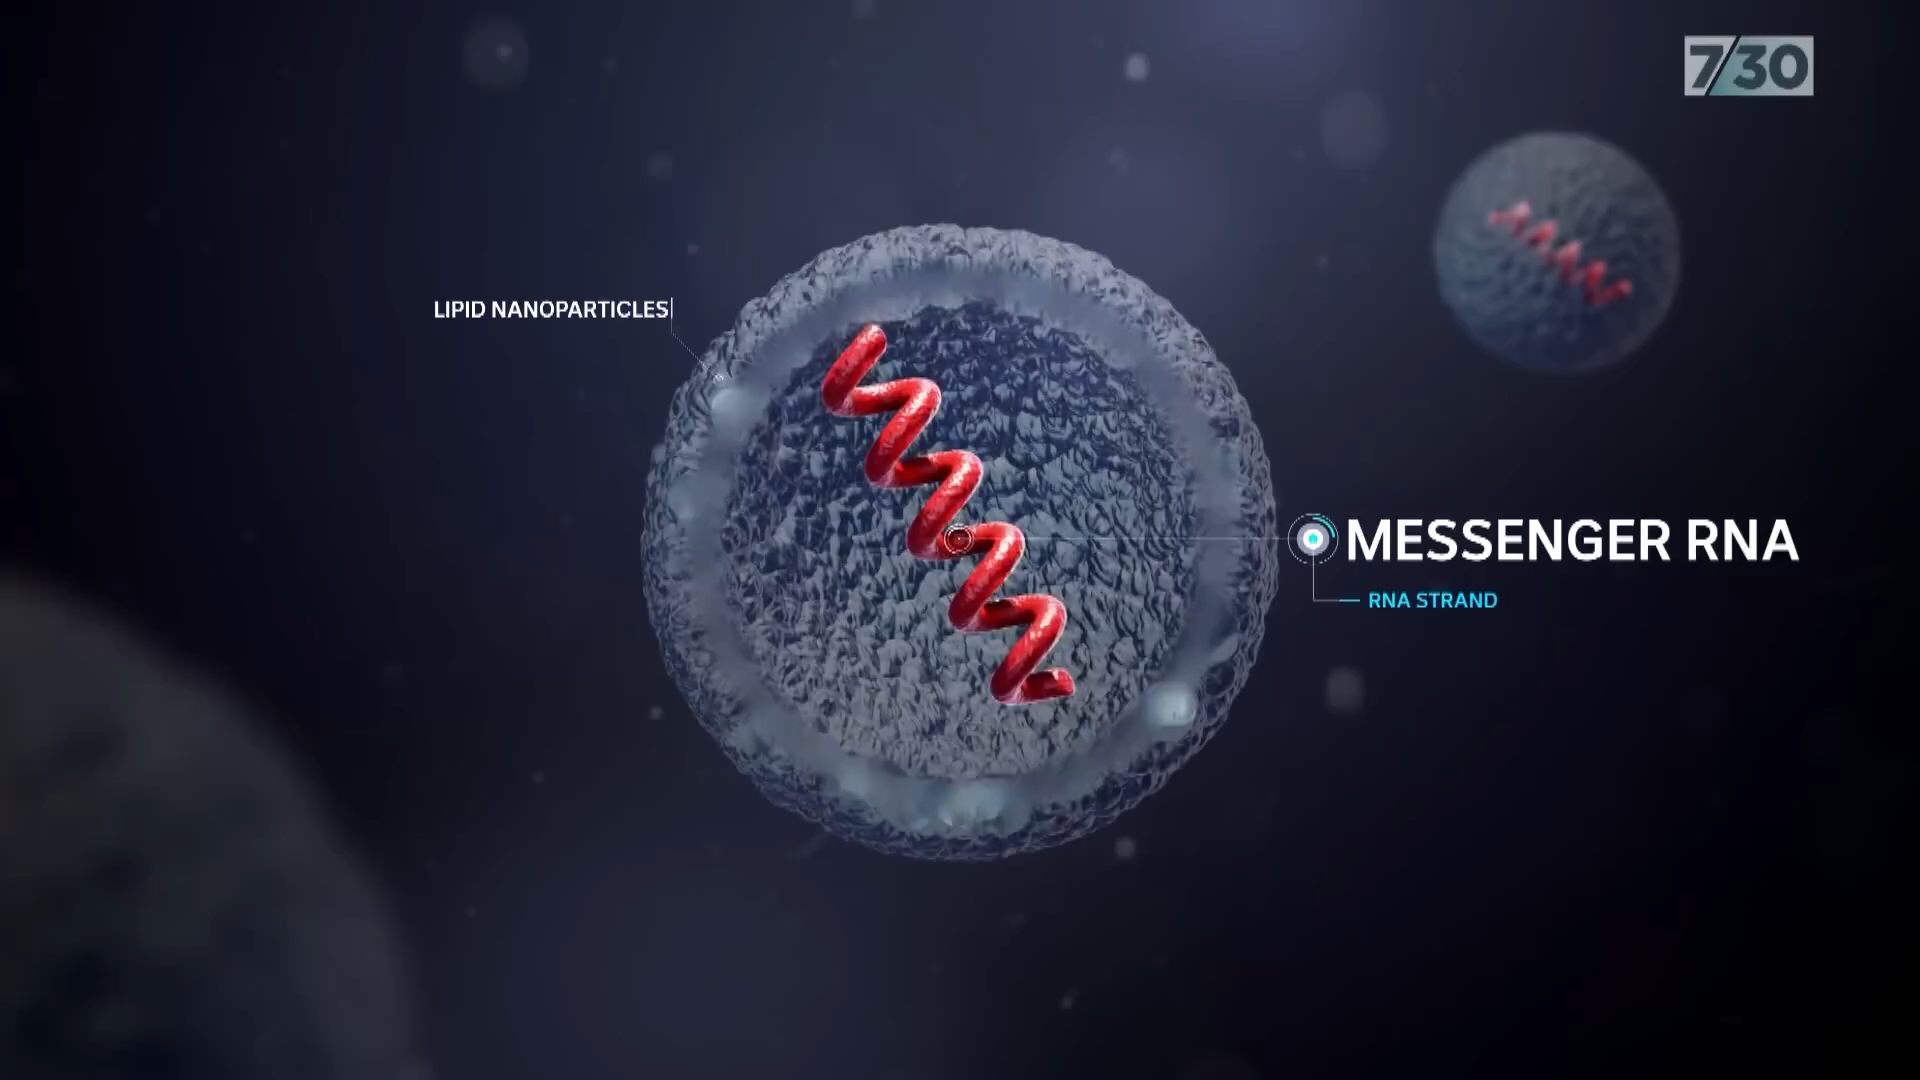 7/30
LIPID NANOPARTICLES
MESSENGER RNA
RNA STRAND